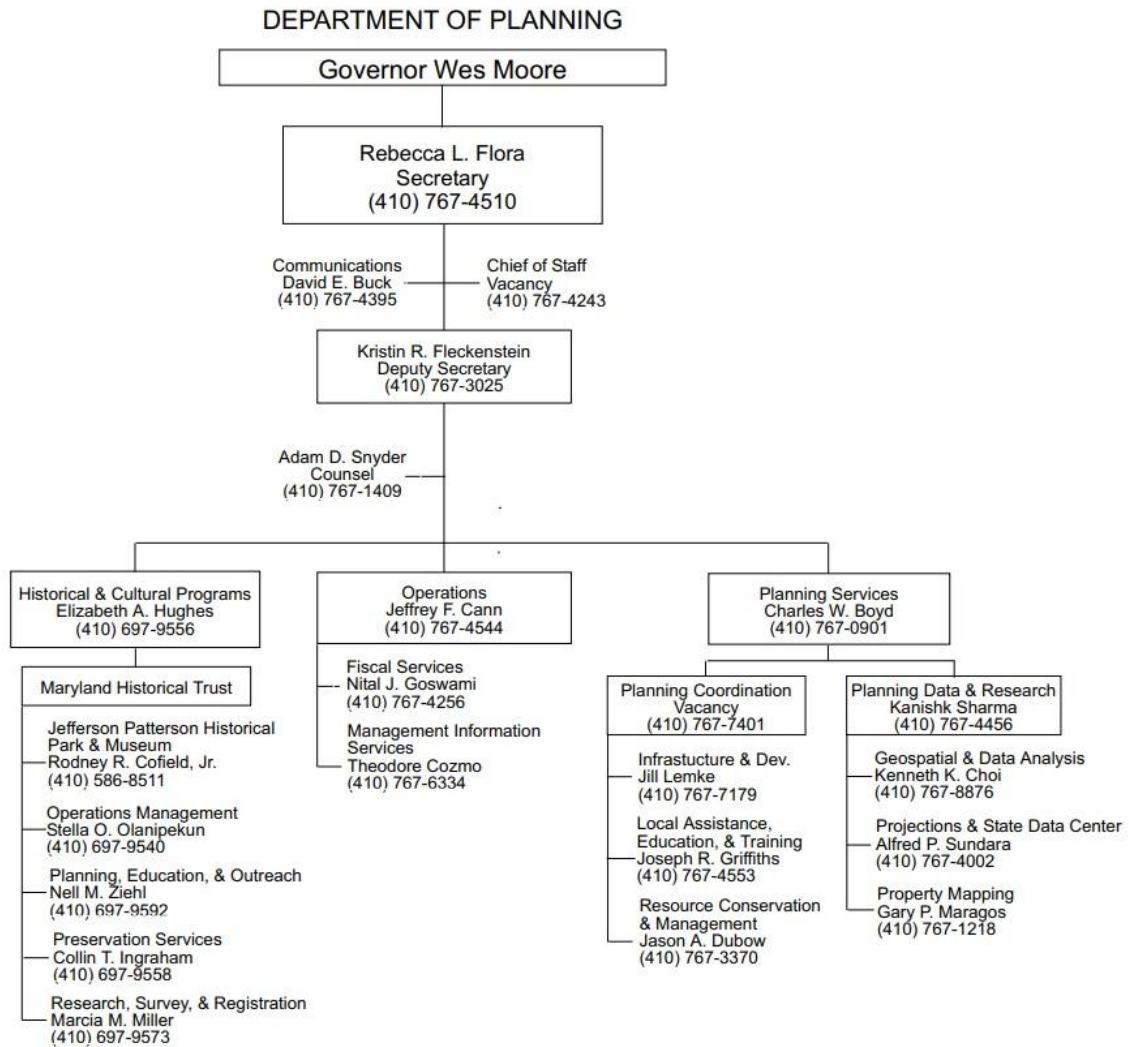 DEPARTMENT OF PLANNING
Governor Wes Moore
Rebecca L. Flora
Secretary
(410) 767-4510
Communications
David E. Buck
(410) 767-4395
Chief of Staff
Vacancy
(410) 767-4243
Kristin R. Fleckenstein
Deputy Secretary
(410) 767-3025
Adam D. Snyder
Counsel
(410) 767-1409
Historical & Cultural Programs
Elizabeth A. Hughes
(410) 697-9556
Maryland Historical Trust
Jefferson Patterson Historical
Park & Museum
Rodney R. Cofield, Jr.
(410) 586-8511
Operations Management
Stella O. Olanipekun
(410) 697-9540
Planning, Education, & Outreach
Nell M. Ziehl
(410) 697-9592
Preservation Services
Collin T. Ingraham
(410) 697-9558
Research, Survey, & Registration
Marcia M. Miller
(410) 697-9573
Operations
Jeffrey F. Cann
(410) 767-4544
Fiscal Services
Nital J. Goswami
(410) 767-4256
Management Information
Services
Theodore Cozmo
(410) 767-6334
Planning Services
Charles W. Boyd
(410) 767-0901
Planning Coordination
Vacancy
(410) 767-7401
Infrastucture & Dev.
Jill Lemke
(410) 767-7179
Local Assistance,
Education, & Training
Joseph R. Griffiths
(410) 767-4553
Resource Conservation
& Management
Jason A. Dubow
(410) 767-3370
Planning Data & Research
Kanishk Sharma
(410) 767-4456
Geospatial & Data Analysis
Kenneth K. Choi
(410) 767-8876
Projections & State Data Center
Alfred P. Sundara
(410) 767-4002
Property Mapping
Gary P. Maragos
(410) 767-1218